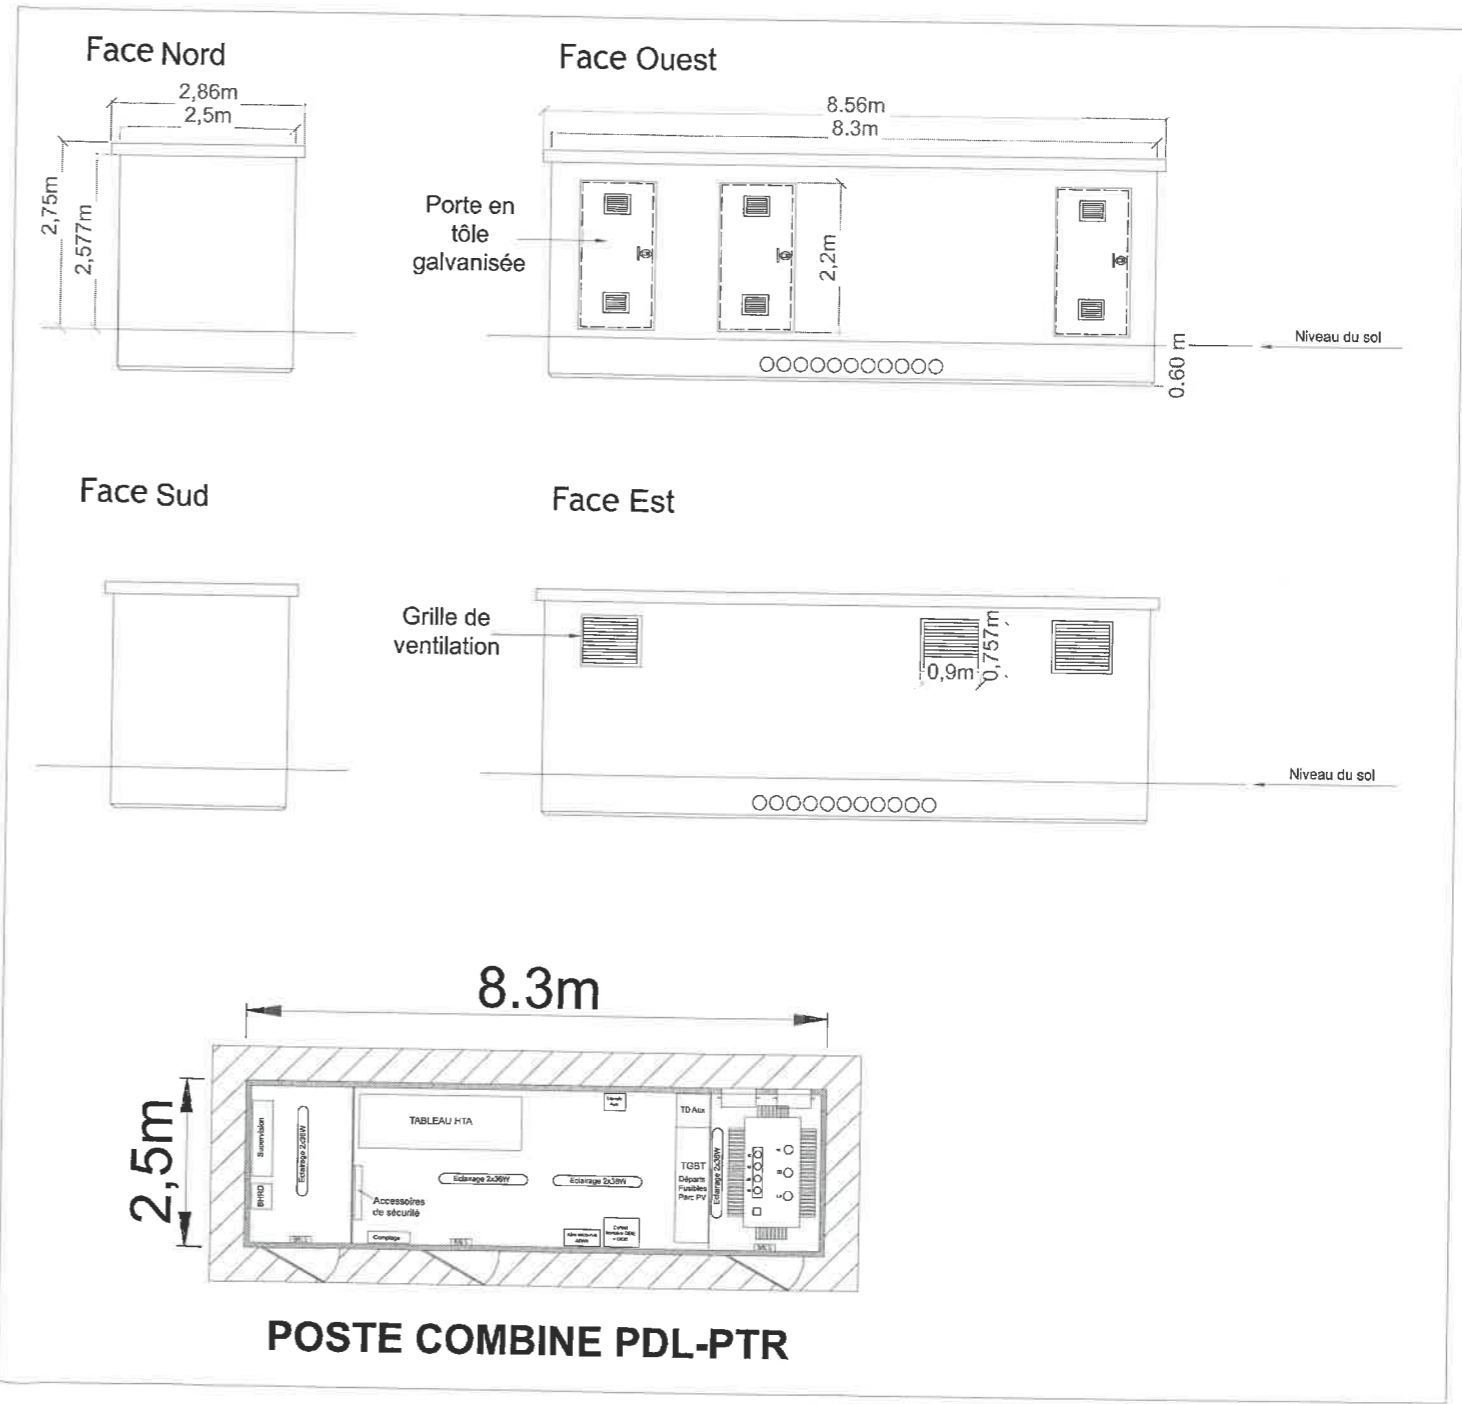 Face Nord
Face Ouest
2,86m
2,5m
8.56m
8.3m
2,75m
2,577m
Porte en
tôle
galvanisée
2,2m
Niveau du sol
0.60 m
Face Sud
Face Est
Grille de
ventilation
0,9m
0,757m
Niveau du sol
8.3m
2,5m
Supervision
BHRD
Eclairage 2x36W
TABLEAU HTA
Eclairage 2x36W
Eclairage 2x36W
Accessoires
de sécurité
Comptage
TD Aux
TGBT
Départs
Fusibles
Parc PV
Eclairage 2x36W
POSTE COMBINE PDL-PTR